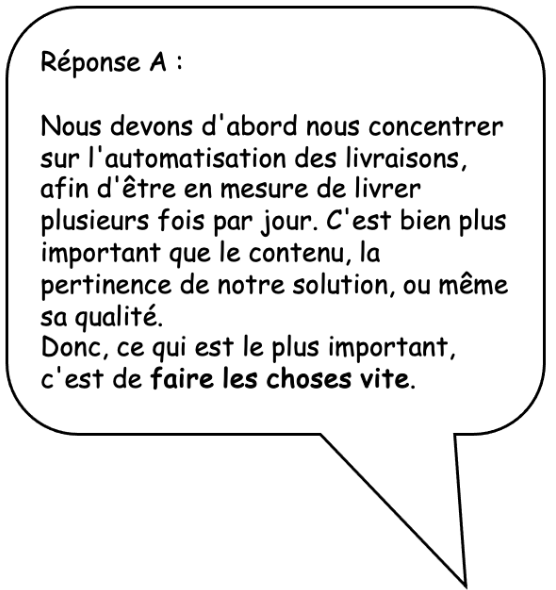 Réponse A :
Nous devons d'abord nous concentrer
sur l'automatisation des livraisons,
afin d'être en mesure de livrer
plusieurs fois par jour. C'est bien plus
important que le contenu, la
pertinence de notre solution, ou même
sa qualité.
Donc, ce qui est le plus important,
c'est de faire les choses vite.